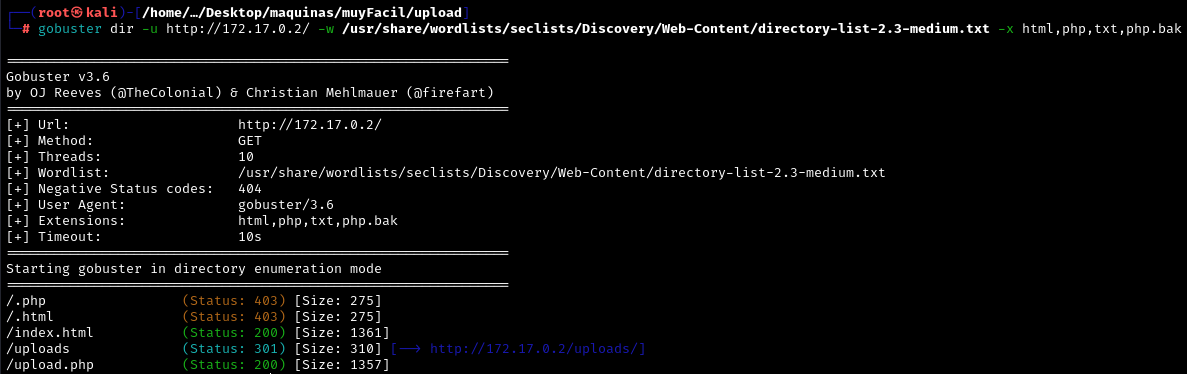 ┌──(root㉿kali)-[/home/…/Desktop/maquinas/muyFacil/upload]
└─# gobuster dir -u http://172.17.0.2/ -w /usr/share/wordlists/seclists/Discovery/Web-Content/directory-list-2.3-medium.txt -x html,php,txt,php.bak
===============================================================
Gobuster v3.6
by OJ Reeves (@TheColonial) & Christian Mehlmauer (@firefart)
===============================================================
[+] Url:                     http://172.17.0.2/
[+] Method:                  GET
[+] Threads:                 10
[+] Wordlist:                /usr/share/wordlists/seclists/Discovery/Web-Content/directory-list-2.3-medium.txt
[+] Negative Status codes:   404
[+] User Agent:              gobuster/3.6
[+] Extensions:              html,php,txt,php.bak
[+] Timeout:                 10s
===============================================================
Starting gobuster in directory enumeration mode
===============================================================
/.php                 (Status: 403) [Size: 275]
/.html                (Status: 403) [Size: 275]
/index.html           (Status: 200) [Size: 1361]
/uploads              (Status: 301) [Size: 310] [--> http://172.17.0.2/uploads/]
/upload.php           (Status: 200) [Size: 1357]